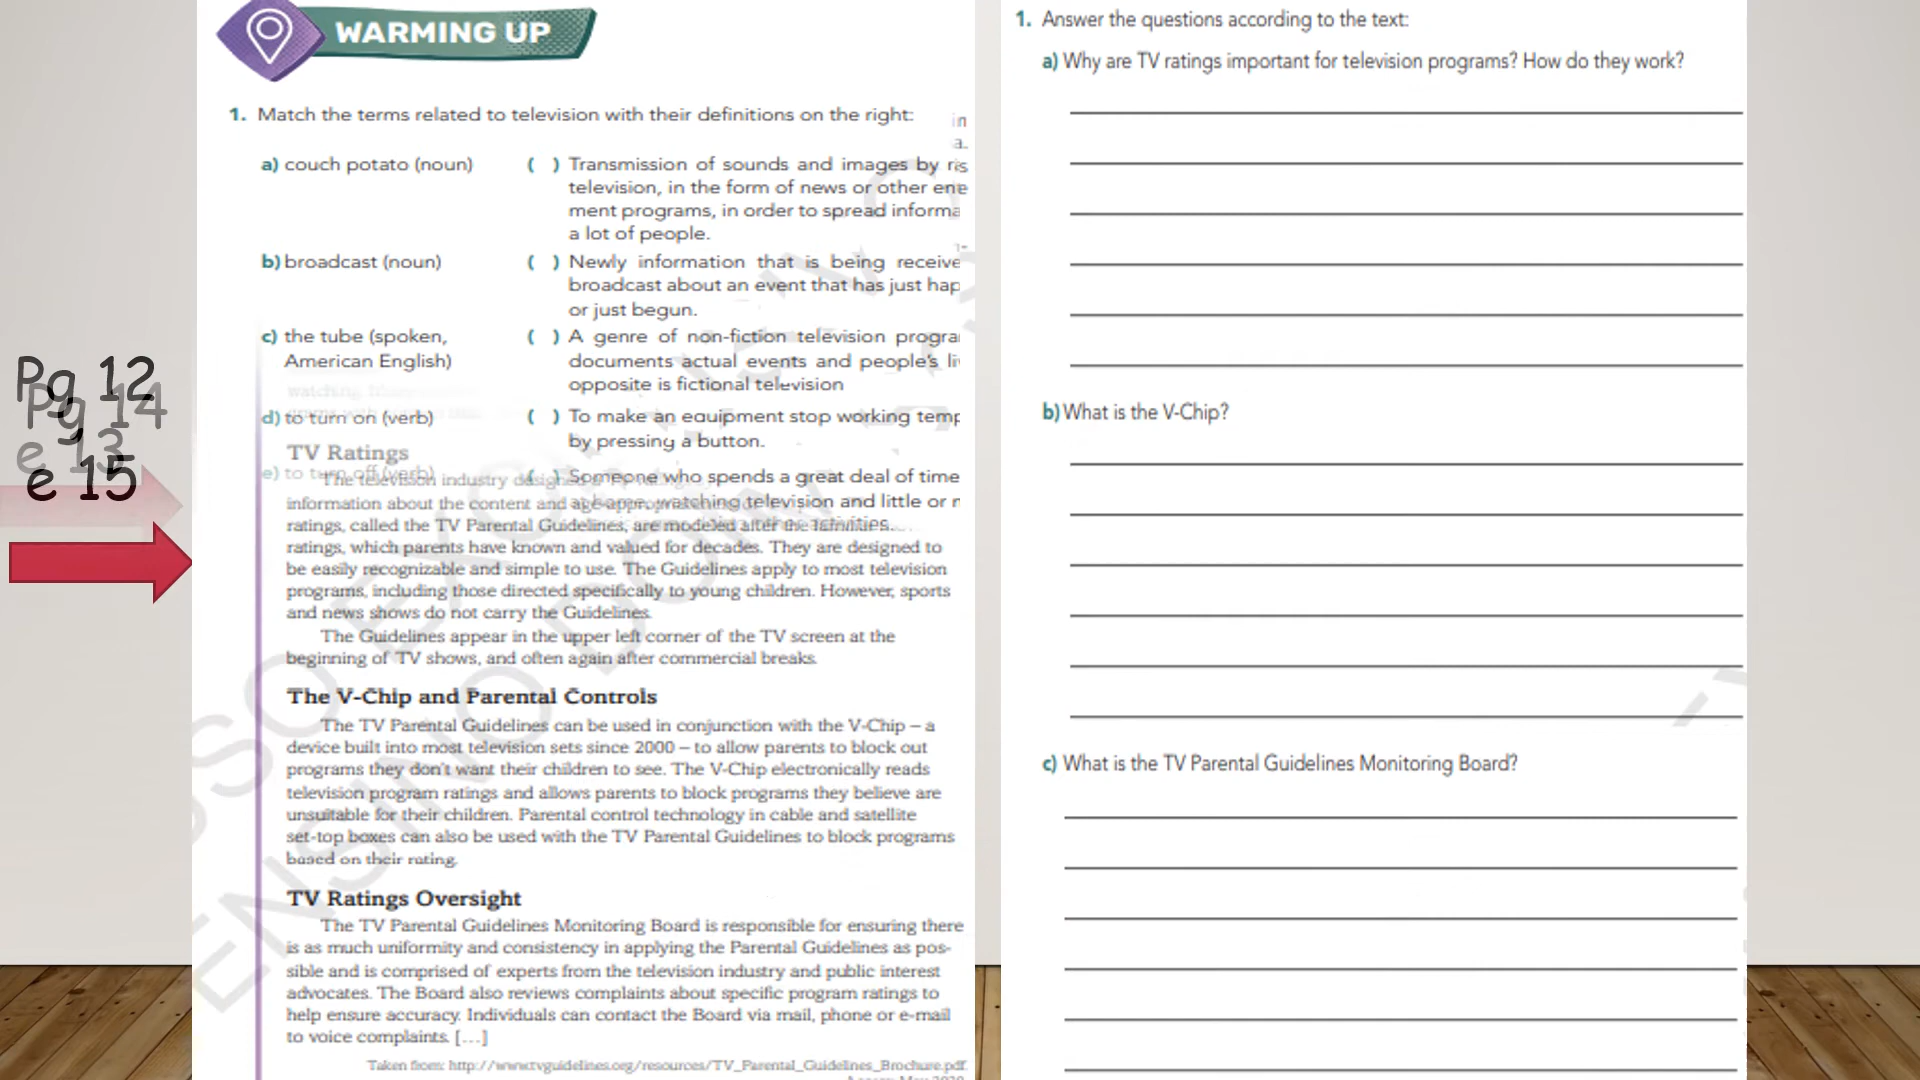 WARMING UP
1. Match the terms related to television with their definitions on the right:
a) couch potato (noun)
( ) Transmission of sounds and images by
television, in the form of news or other
ment programs, in order to spread
a lot of people.
b) broadcast (noun)
( ) Newly information that is being
broadcast about an event that has just
or just begun.
c) the tube (spoken,
American English)
( ) A genre of non-fiction television
documents actual events and people's
opposite is fictional television
d) to turn on (verb)
( ) To make an equipment stop working
by pressing a button.
e) to turn off (verb)
( ) Someone who spends a great deal of time
watching television and little or
Pg 12
Pg 14
e 13
e 15
TV Ratings
The television industry
information about the content and
ratings, called the TV Parental Guidelines, are modeled after the
ratings, which parents have known and valued for decades. They are designed to
be easily recognizable and simple to use. The Guidelines apply to most television
programs, including those directed specifically to young children. However, sports
and news shows do not carry the Guidelines.
The Guidelines appear in the upper left corner of the TV screen at the
beginning of TV shows, and often again after commercial breaks.
The V-Chip and Parental Controls
The TV Parental Guidelines can be used in conjunction with the V-Chip – a
device built into most television sets since 2000 – to allow parents to block out
programs they don't want their children to see. The V-Chip electronically reads
television program ratings and allows parents to block programs they believe are
unsuitable for their children. Parental control technology in cable and satellite
set-top boxes can also be used with the TV Parental Guidelines to block programs
based on their rating.
TV Ratings Oversight
The TV Parental Guidelines Monitoring Board is responsible for ensuring there
is as much uniformity and consistency in applying the Parental Guidelines as pos-
sible and is comprised of experts from the television industry and public interest
advocates. The Board also reviews complaints about specific program ratings to
help ensure accuracy. Individuals can contact the Board via mail, phone or e-mail
to voice complaints. [...]
Taken from: http://www.tvguidelines.org/resources/TV_Parental_Guidelines_Brochure.pdf.
1. Answer the questions according to the text:
a) Why are TV ratings important for television programs? How do they work?
b) What is the V-Chip?
c) What is the TV Parental Guidelines Monitoring Board?